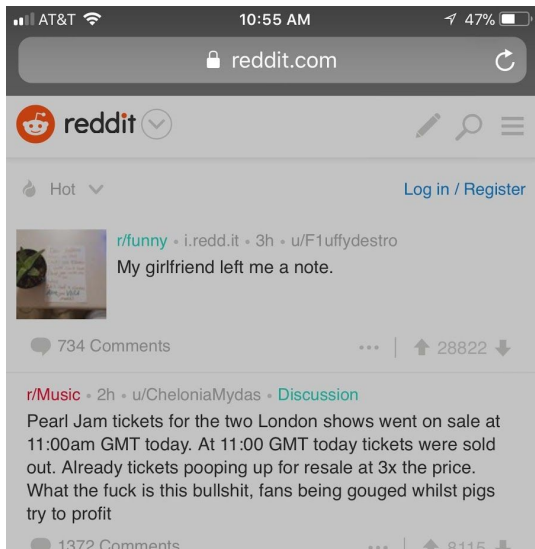 AT&T 10:55 AM 47%
reddit.com
reddit
Hot Log in / Register
r/funny • i.redd.it • 3h • u/F1uffydestro
My girlfriend left me a note.
734 Comments 28822
r/Music • 2h • u/CheloniaMydas • Discussion
Pearl Jam tickets for the two London shows went on sale at
11:00am GMT today. At 11:00 GMT today tickets were sold
out. Already tickets pooping up for resale at 3x the price.
What the fuck is this bullshit, fans being gouged whilst pigs
try to profit
1372 Comments 8115